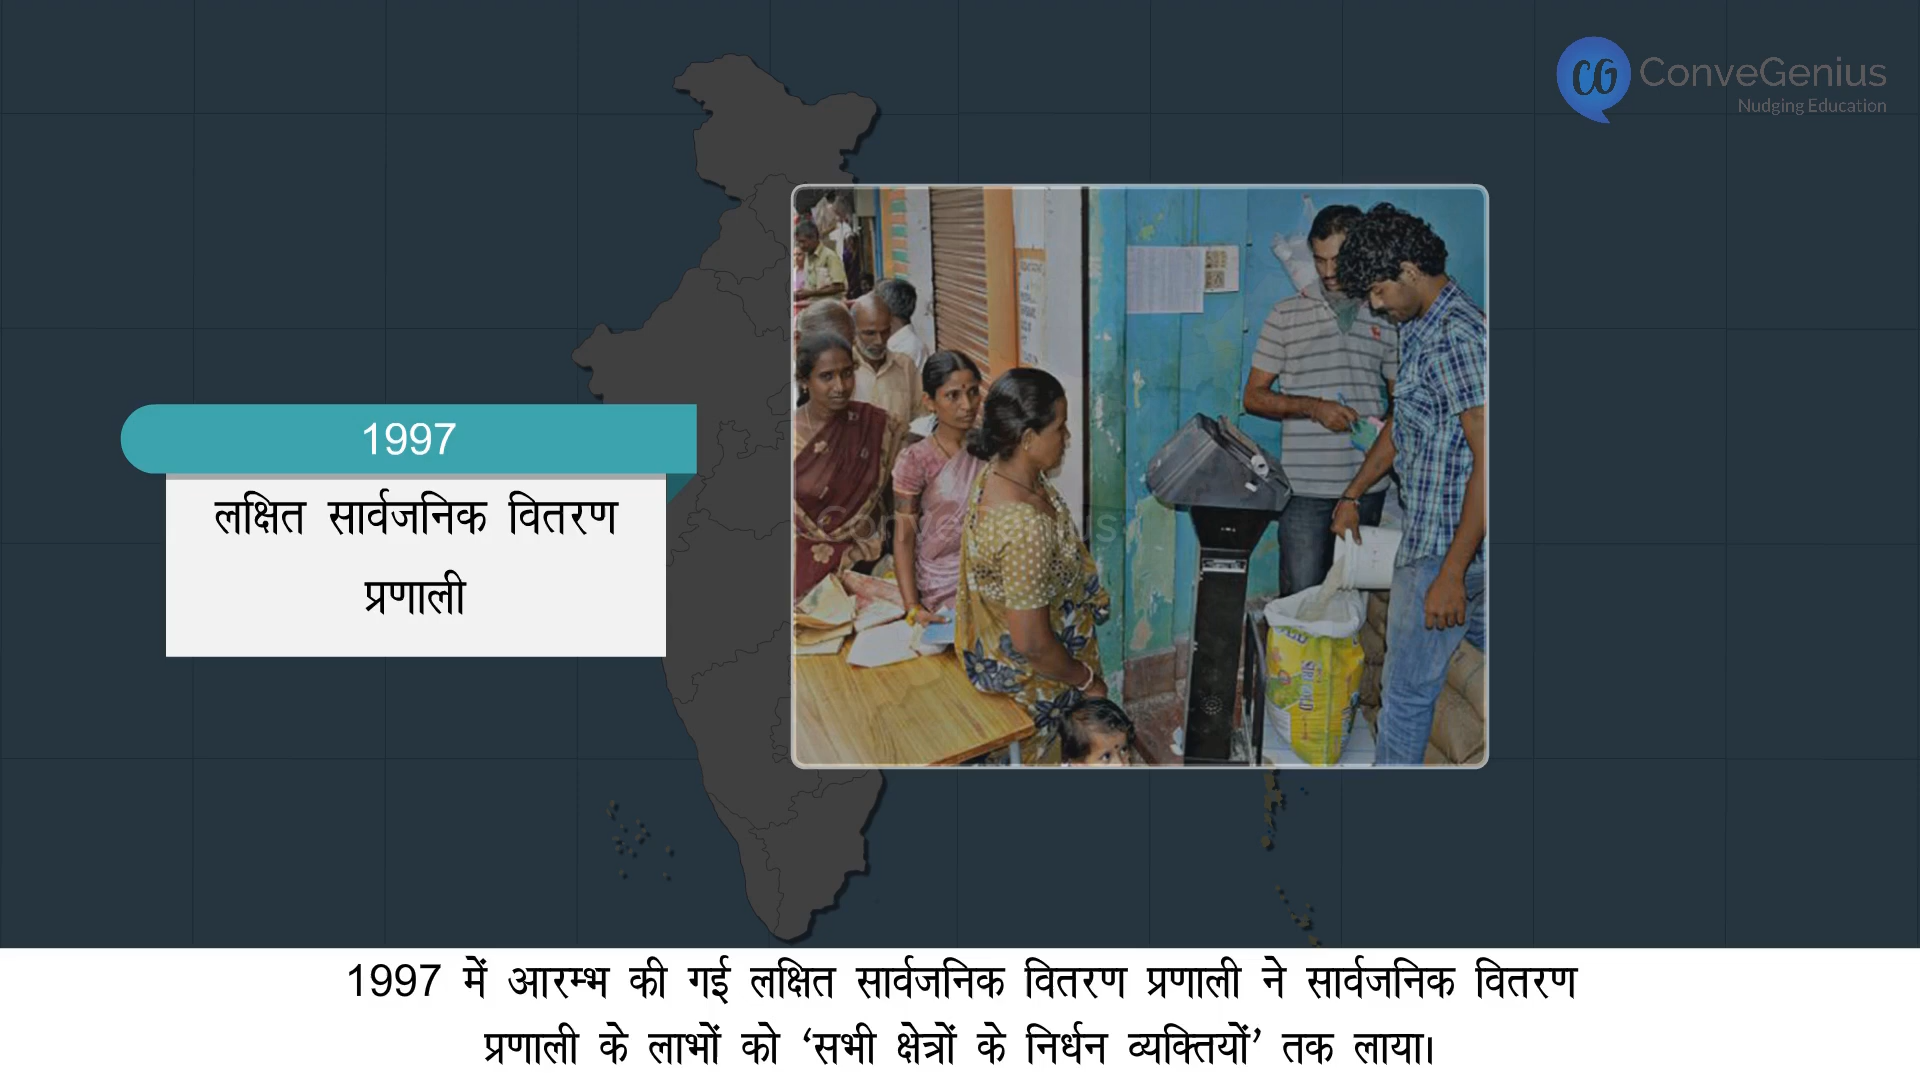 ConveGenius
Nudging Education
1997
लक्षित सार्वजनिक वितरण
प्रणाली
ConveGenius
1997 में आरम्भ की गई लक्षित सार्वजनिक वितरण प्रणाली ने सार्वजनिक वितरण
प्रणाली के लाभों को ‘सभी क्षेत्रों के निर्धन व्यक्तियों’ तक लाया।